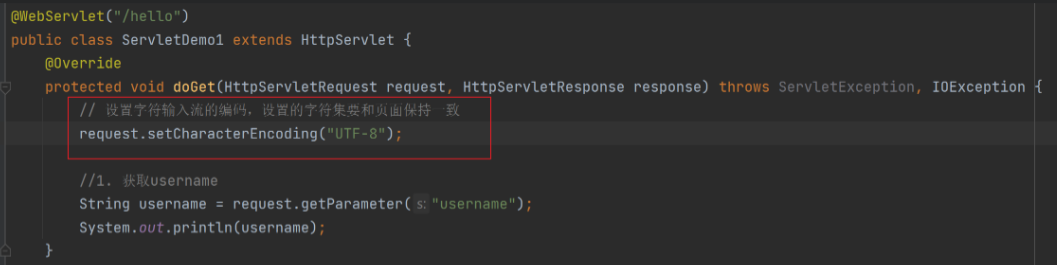 @WebServlet("/hello")
public class ServletDemo1 extends HttpServlet {
@Override
protected void doGet(HttpServletRequest request, HttpServletResponse response) throws ServletException, IOException {
// 设置字符输入流的编码，设置的字符集要和页面保持一致
request.setCharacterEncoding("UTF-8");
//1. 获取username
String username = request.getParameter( s: "username");
System.out.println(username);
}